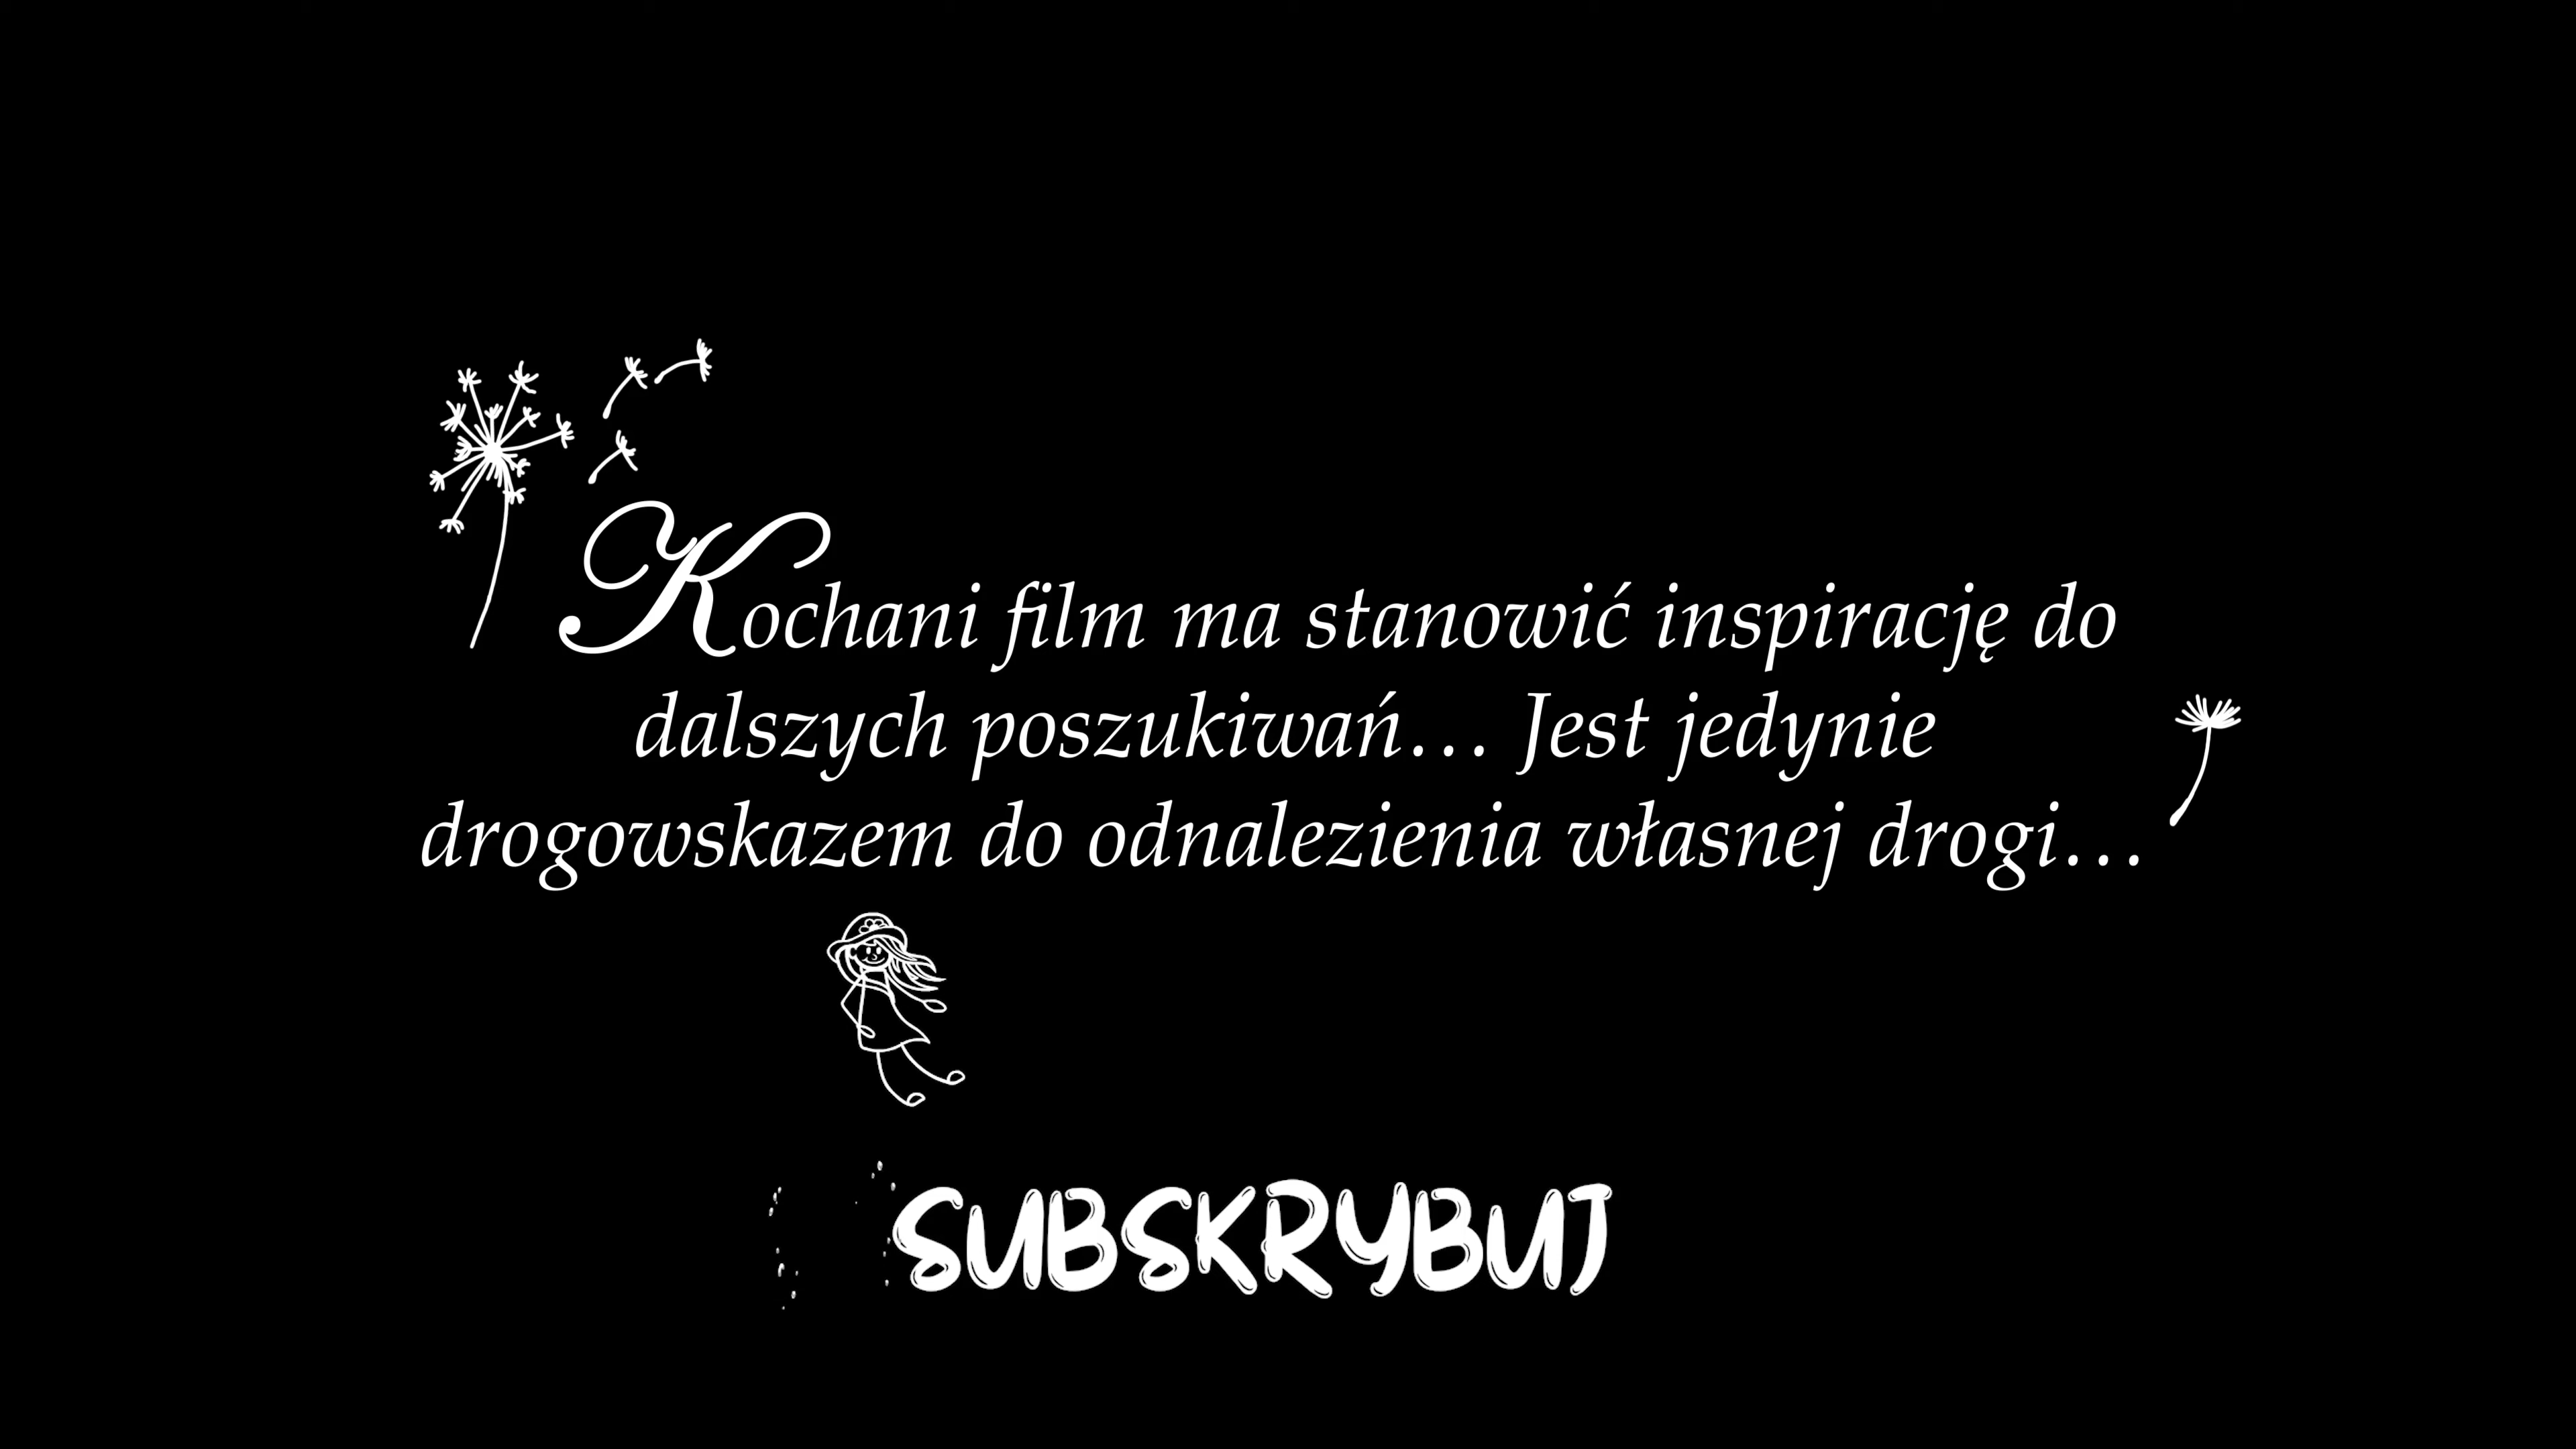 Kochani film ma stanowić inspirację do
dalszych poszukiwań... Jest jedynie
drogowskazem do odnalezienia własnej drogi...
SUBSKRYBUJ